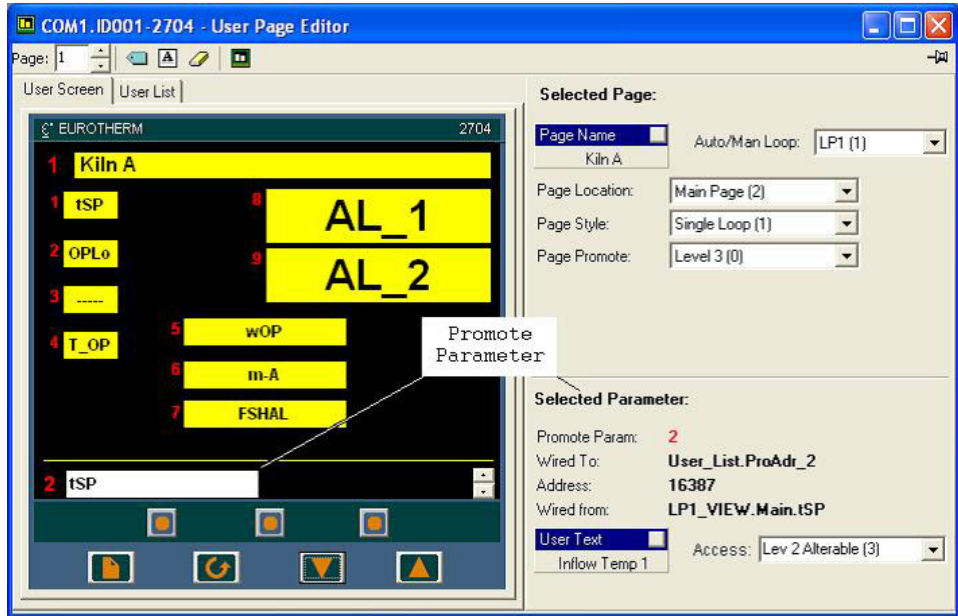 COM1.ID001-2704 - User Page Editor
Page: 1
A
User Screen
User List
EUROTHERM 2704
1 Kiln A
1 tSP
2 OPLo
3 -----
4 T_OP
8 AL_1
9 AL_2
5 wOP
6 m-A
7 FSHAL
2 tSP
Promote
Parameter
Selected Page:
Page Name
Kiln A
Auto/Man Loop: LP1 (1)
Page Location: Main Page (2)
Page Style: Single Loop (1)
Page Promote: Level 3 (0)
Selected Parameter:
Promote Param: 2
Wired To: User_List.ProAdr_2
Address: 16387
Wired from: LP1_VIEW.Main.tSP
User Text
Inflow Temp 1
Access: Lev 2 Alterable (3)